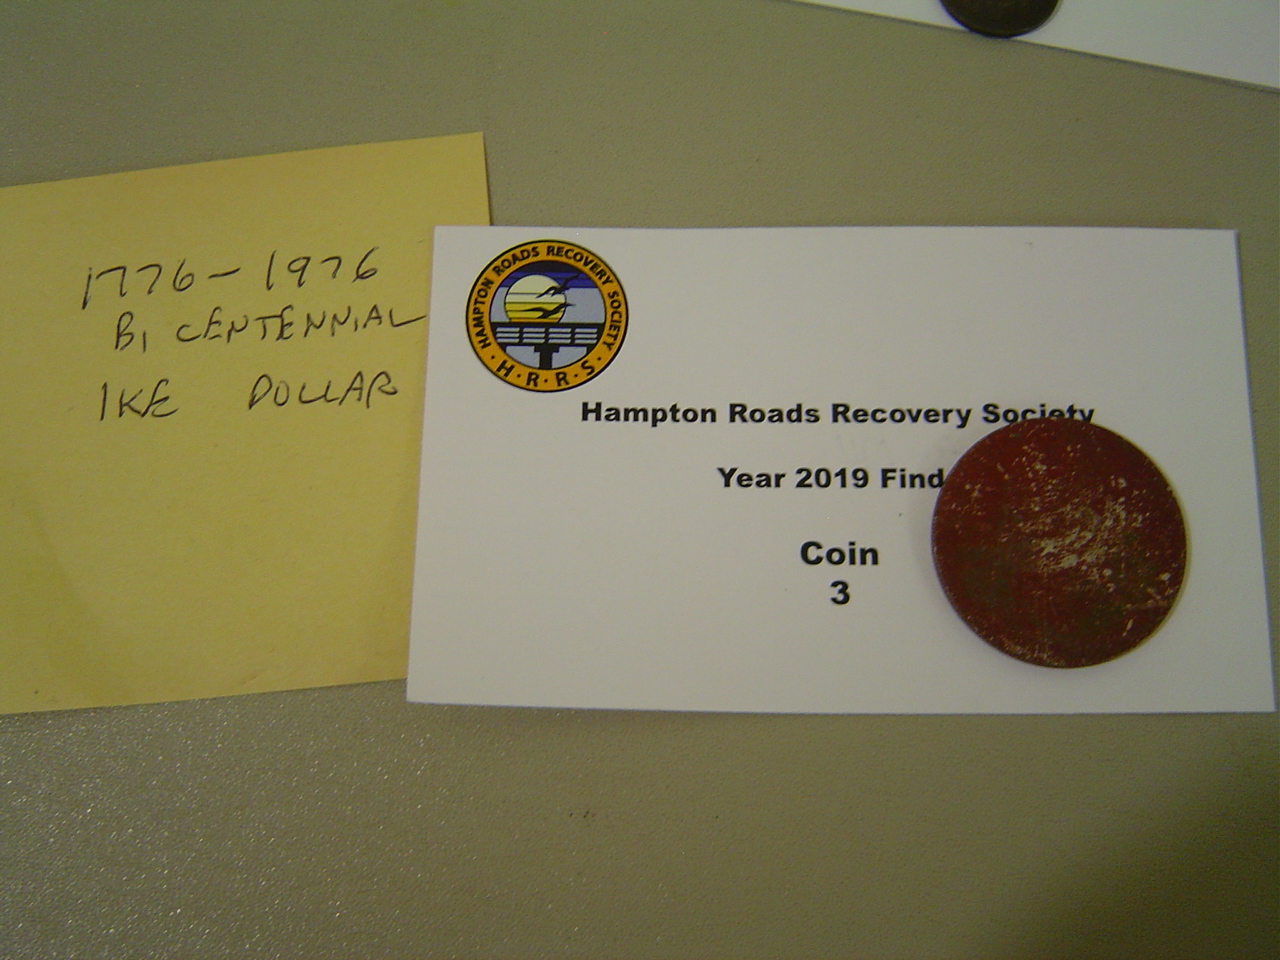 1776-1976
BI CENTENNIAL
IKE DOLLAR
HAMPTON ROADS RECOVERY SOCIETY
· H · R · R · S ·
Hampton Roads Recovery Society
Year 2019 Find
Coin
3